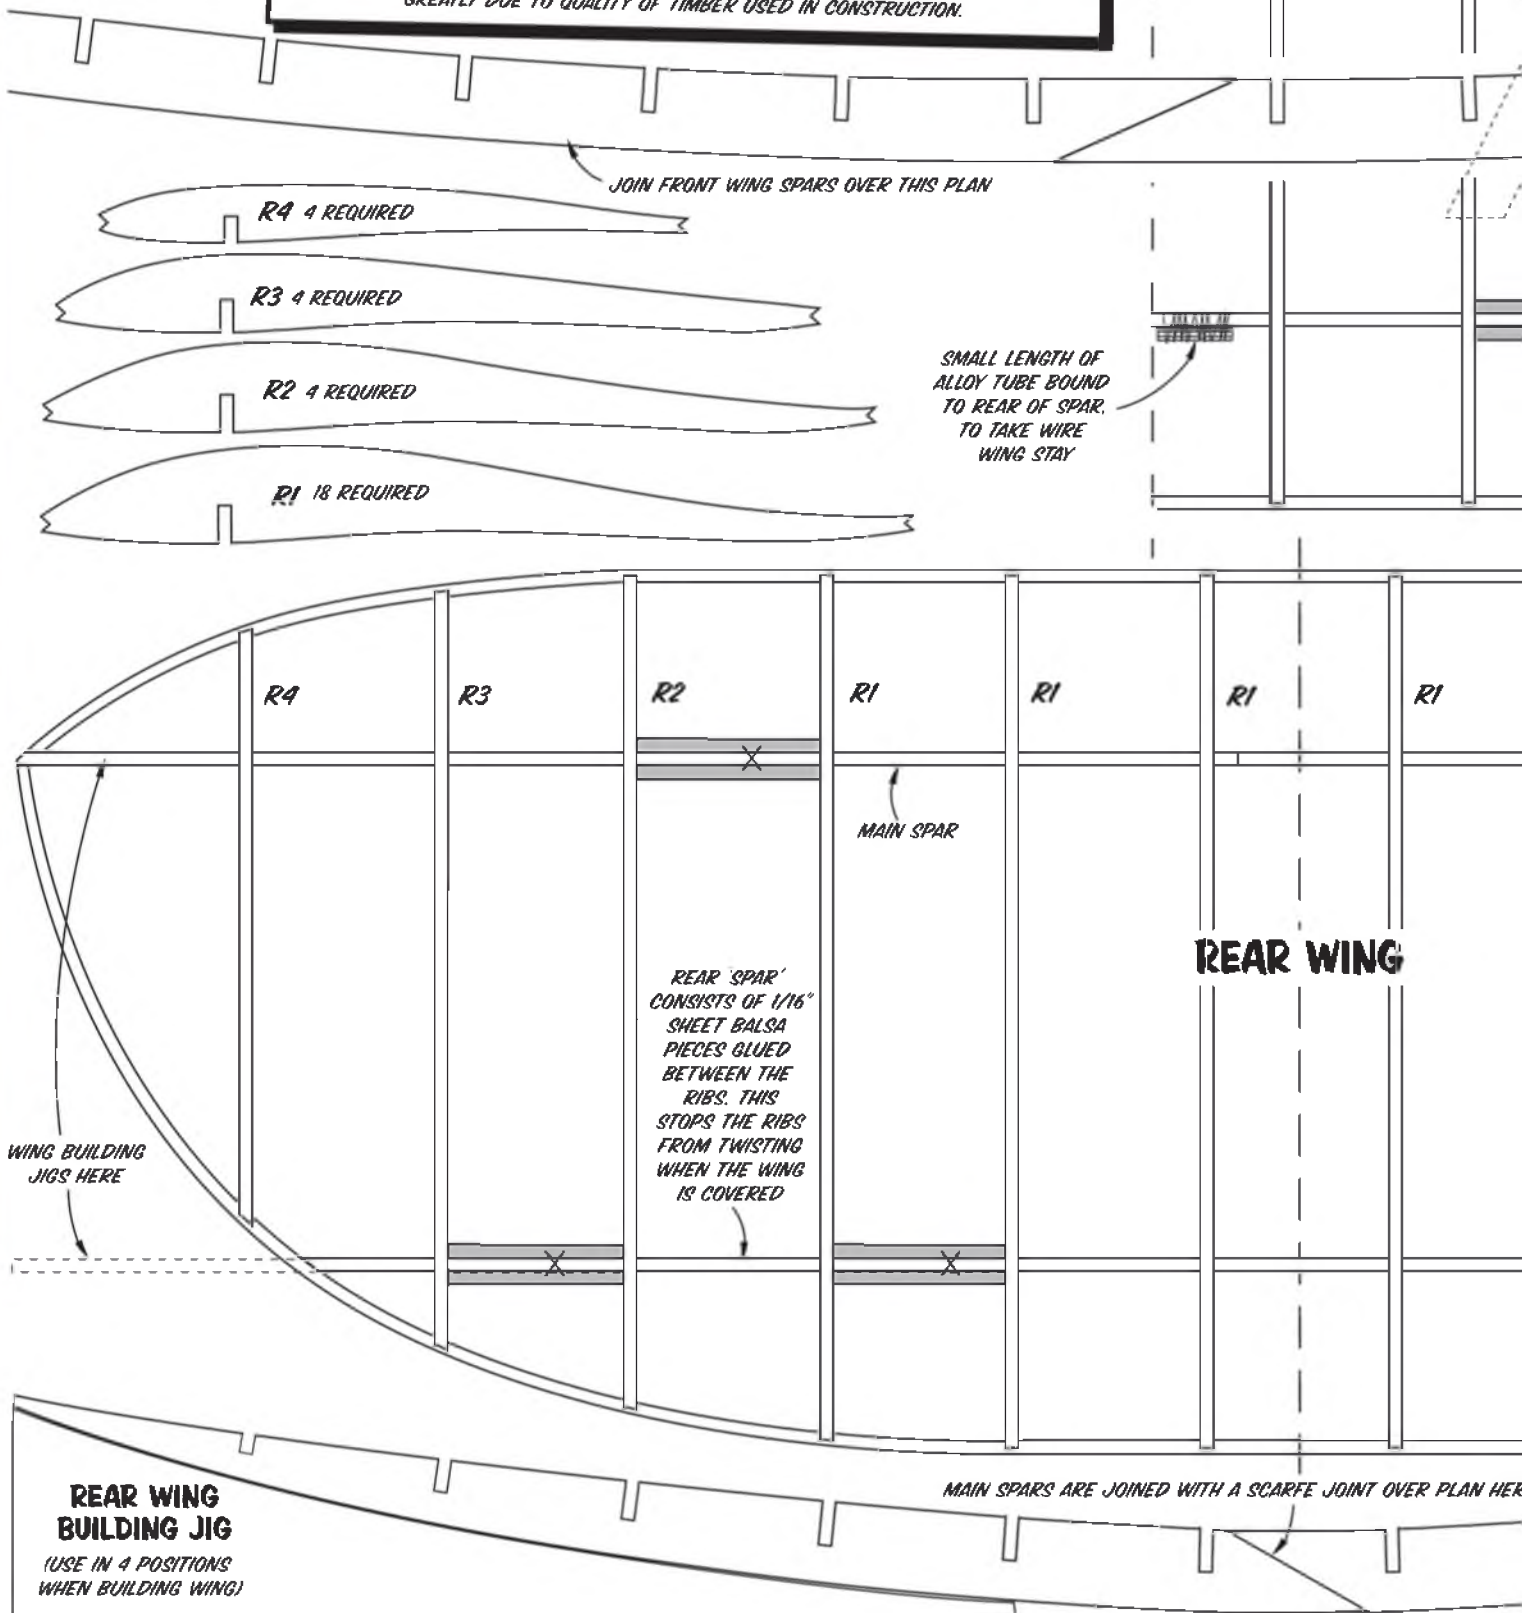 GREATLY DUE TO QUALITY OF TIMBER USED IN CONSTRUCTION.
JOIN FRONT WING SPARS OVER THIS PLAN
R4 4 REQUIRED
R3 4 REQUIRED
R2 4 REQUIRED
R1 18 REQUIRED
SMALL LENGTH OF
ALLOY TUBE BOUND
TO REAR OF SPAR,
TO TAKE WIRE
WING STAY
R4
R3
R2
R1
R1
R1
R1
MAIN SPAR
REAR WING
REAR 'SPAR'
CONSISTS OF 1/16"
SHEET BALSA
PIECES GLUED
BETWEEN THE
RIBS. THIS
STOPS THE RIBS
FROM TWISTING
WHEN THE WING
IS COVERED
WING BUILDING
JIGS HERE
REAR WING
BUILDING JIG
(USE IN 4 POSITIONS
WHEN BUILDING WING)
MAIN SPARS ARE JOINED WITH A SCARFE JOINT OVER PLAN HER